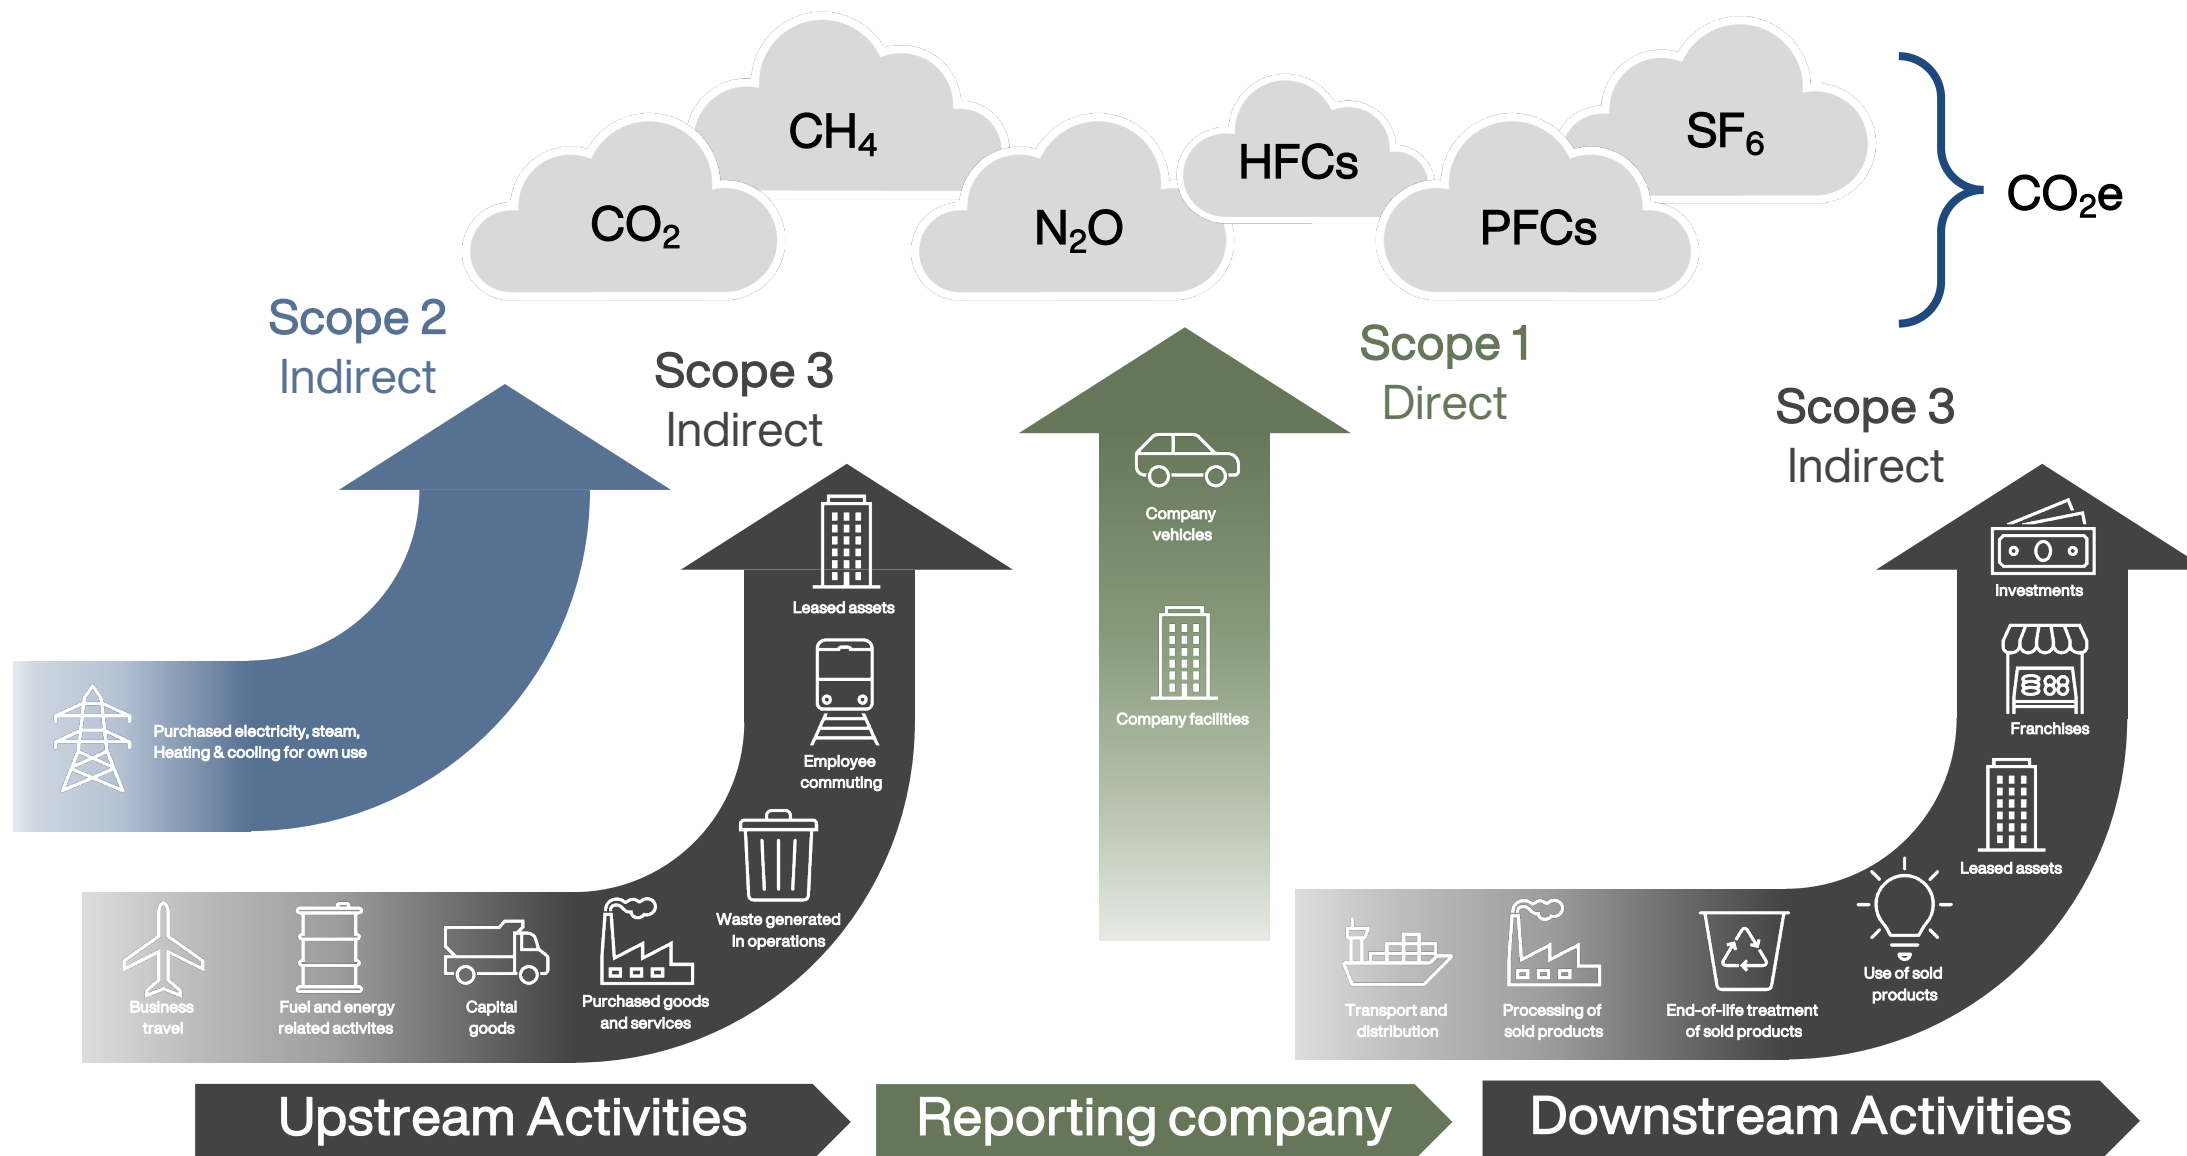 CH₄
SF₆
HFCs
CO₂
N₂O
PFCs
CO₂e
Scope 2
Indirect
Scope 3
Indirect
Scope 1
Direct
Scope 3
Indirect
Purchased electricity, steam,
Heating & cooling for own use
Leased assets
Employee
commuting
Waste generated
in operations
Business
travel
Fuel and energy
related activites
Capital
goods
Purchased goods
and services
Company
vehicles
Company facilities
Investments
Franchises
Leased assets
Use of sold
products
Transport and
distribution
Processing of
sold products
End-of-life treatment
of sold products
Upstream Activities
Reporting company
Downstream Activities